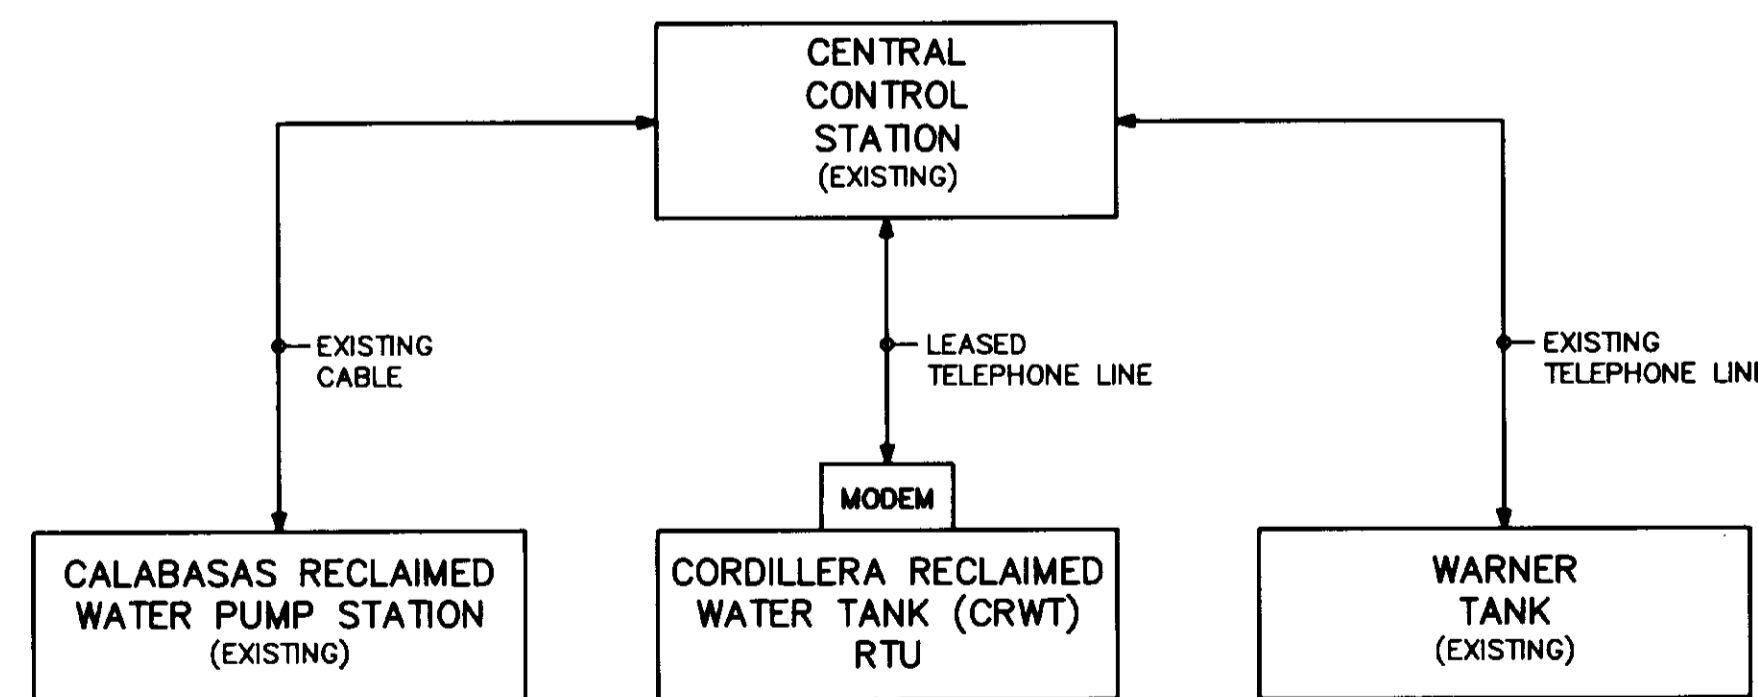 CENTRAL
CONTROL
STATION
(EXISTING)
EXISTING
CABLE
LEASED
TELEPHONE LINE
EXISTING
TELEPHONE LINE
MODEM
CALABASAS RECLAIMED
WATER PUMP STATION
(EXISTING)
CORDILLERA RECLAIMED
WATER TANK (CRWT)
RTU
WARNER
TANK
(EXISTING)